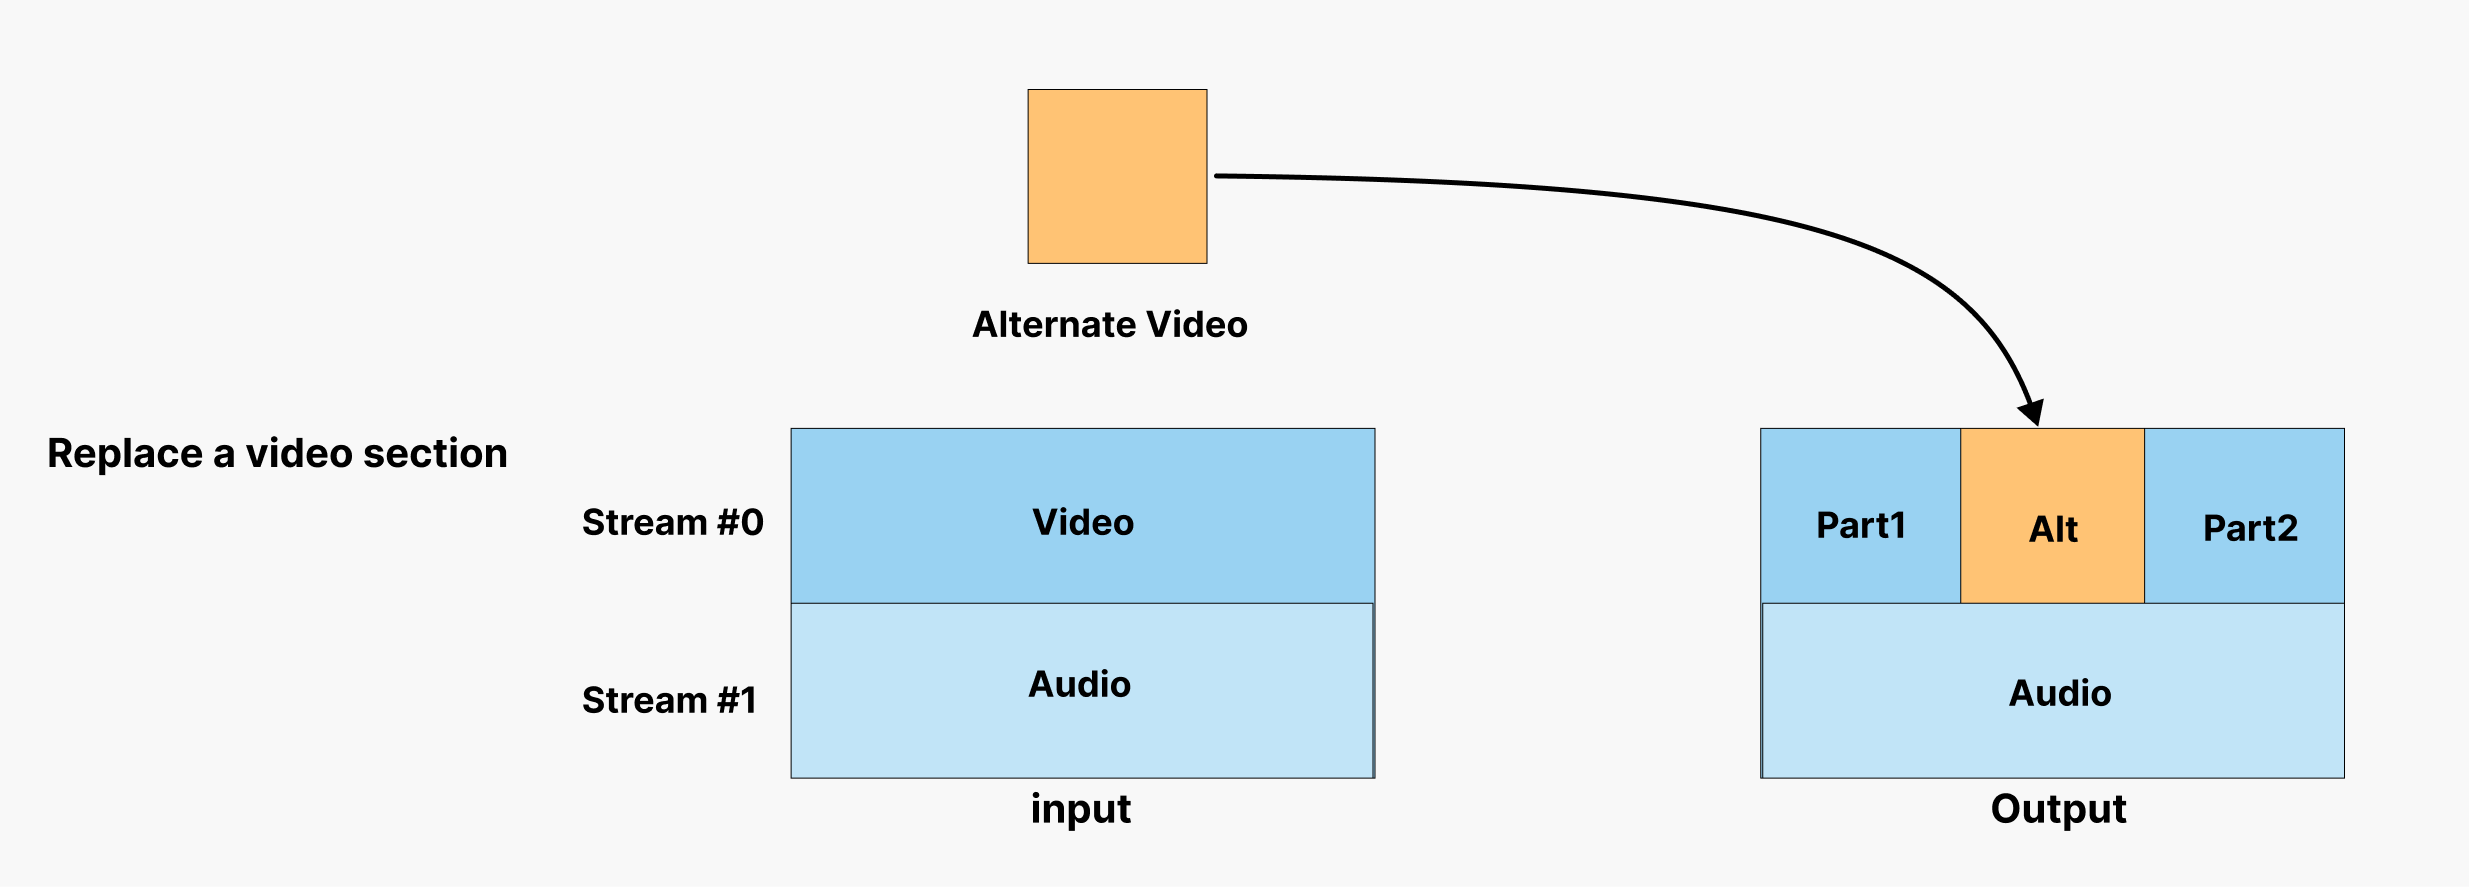 Alternate Video
Replace a video section
Stream #0
Video
Part1
Alt
Part2
Stream #1
Audio
Audio
input
Output